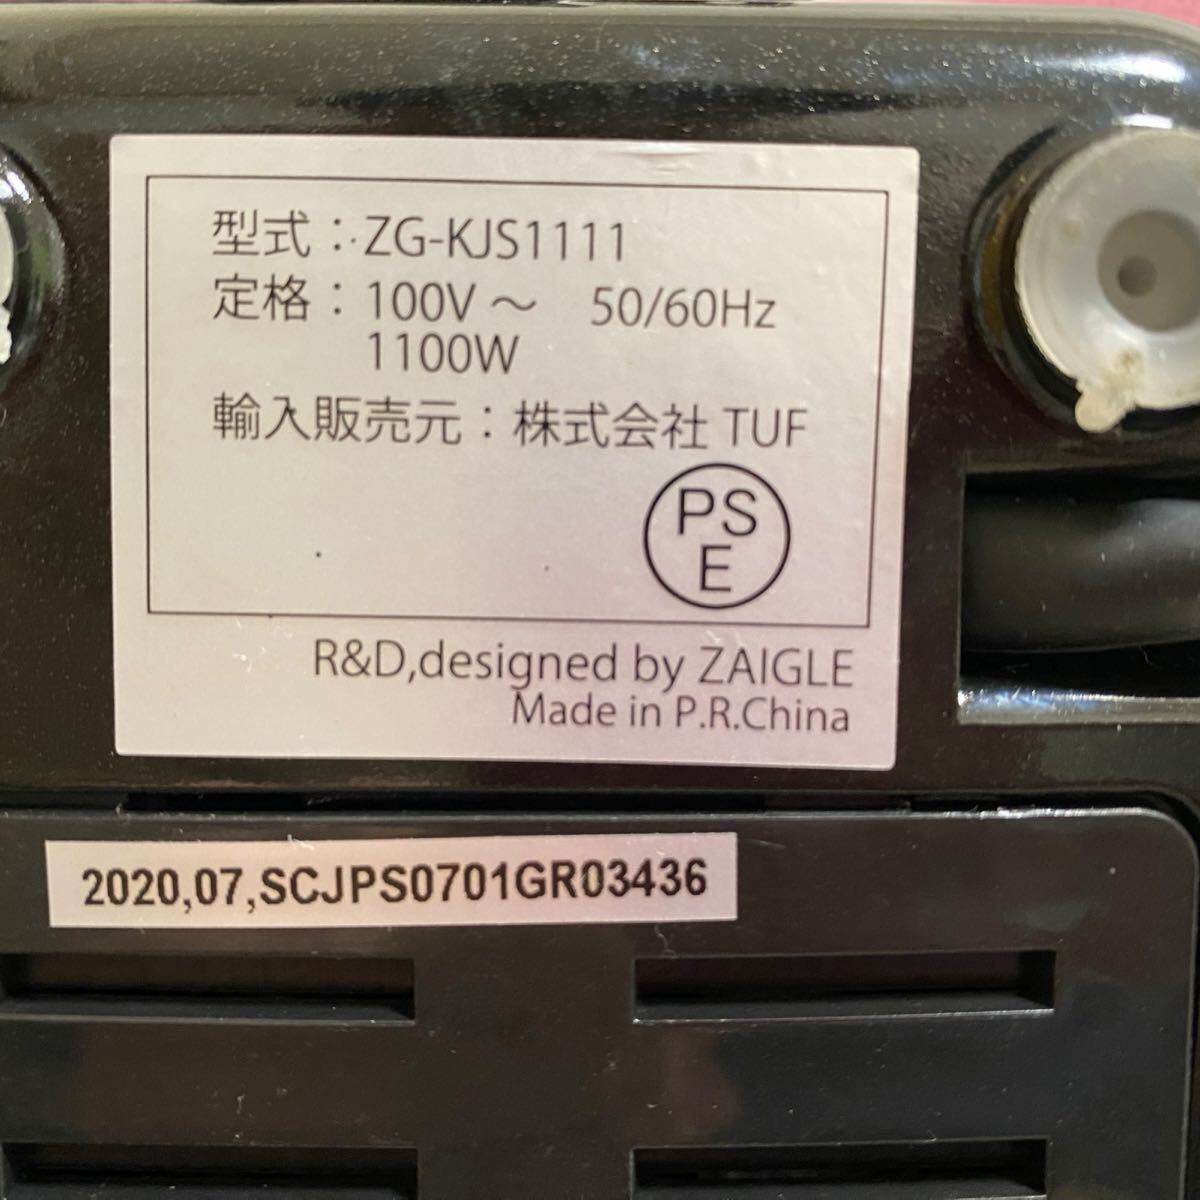 型式：ZG-KJS1111
定格：100V～ 50/60Hz
1100W
輸入販売元：株式会社 TUF
PS
E
R&D,designed by ZAIGLE
Made in P.R.China
2020,07,SCJPS0701GR03436